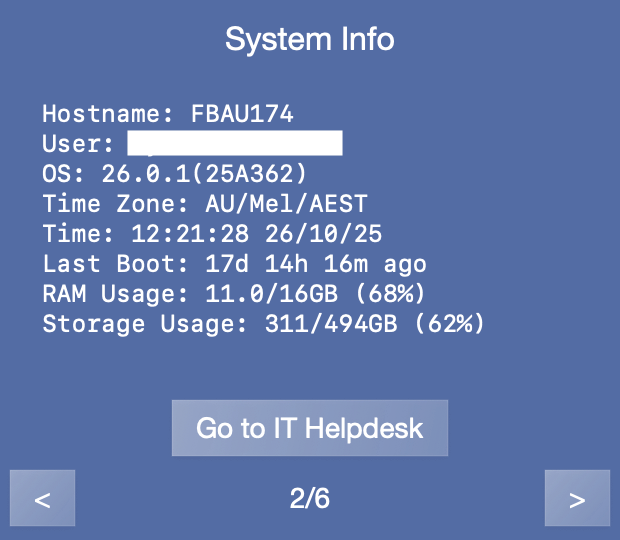 System Info
Hostname: FBAU174
User:
OS: 26.0.1(25A362)
Time Zone: AU/Mel/AEST
Time: 12:21:28 26/10/25
Last Boot: 17d 14h 16m ago
RAM Usage: 11.0/16GB (68%)
Storage Usage: 311/494GB (62%)
Go to IT Helpdesk
< 2/6 >